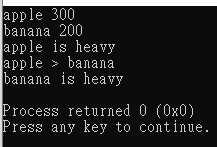 apple 300
banana 200
apple is heavy
apple > banana
banana is heavy
Process returned 0 (0x0)
Press any key to continue.